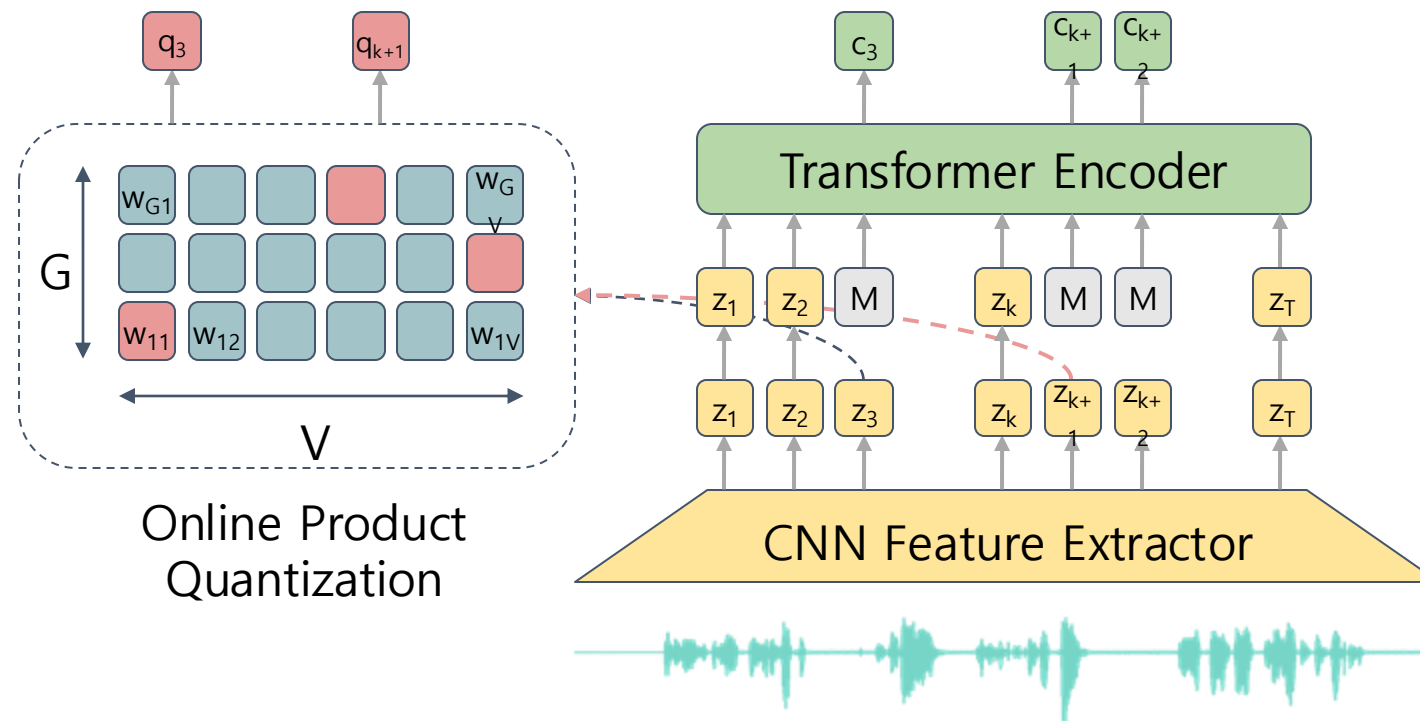 q3
qk+1
c3
ck+
1
ck+
2
Transformer Encoder
wG1
wG
V
G
w11
w12
w1V
V
z1
z2
M
zk
M
M
zT
z1
z2
z3
zk
zk+
1
zk+
2
zT
Online Product
Quantization
CNN Feature Extractor